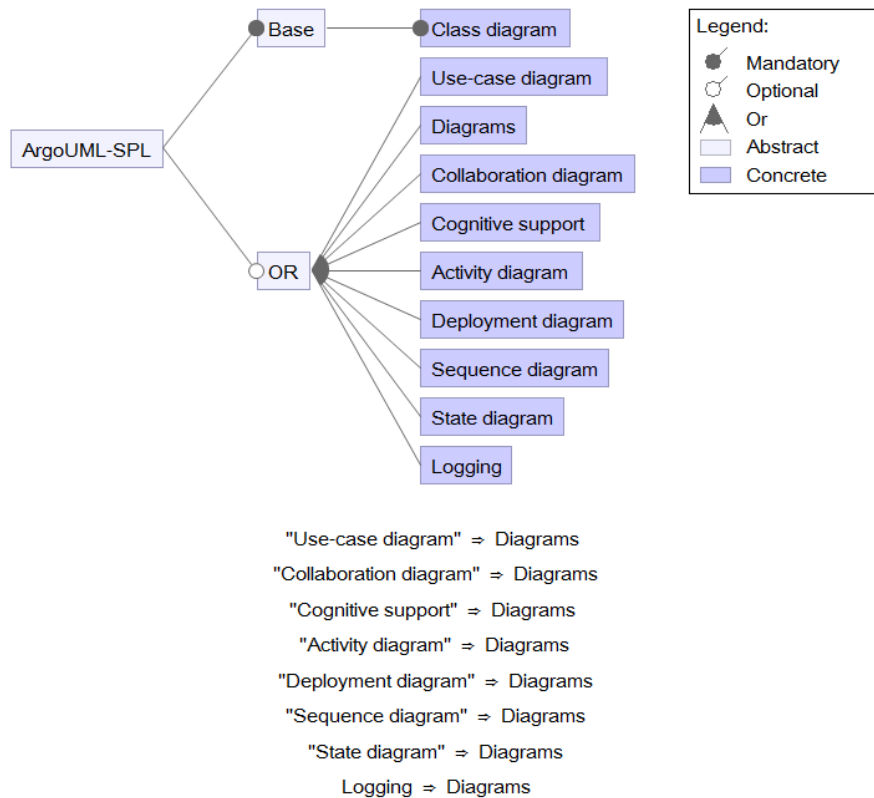 Base
Class diagram
Use-case diagram
Diagrams
Collaboration diagram
ArgoUML-SPL
Cognitive support
OR
Activity diagram
Deployment diagram
Sequence diagram
State diagram
Logging
Legend:
Mandatory
Optional
Or
Abstract
Concrete
"Use-case diagram" ⇒ Diagrams
"Collaboration diagram" ⇒ Diagrams
"Cognitive support" ⇒ Diagrams
"Activity diagram" ⇒ Diagrams
"Deployment diagram" ⇒ Diagrams
"Sequence diagram" ⇒ Diagrams
"State diagram" ⇒ Diagrams
Logging ⇒ Diagrams